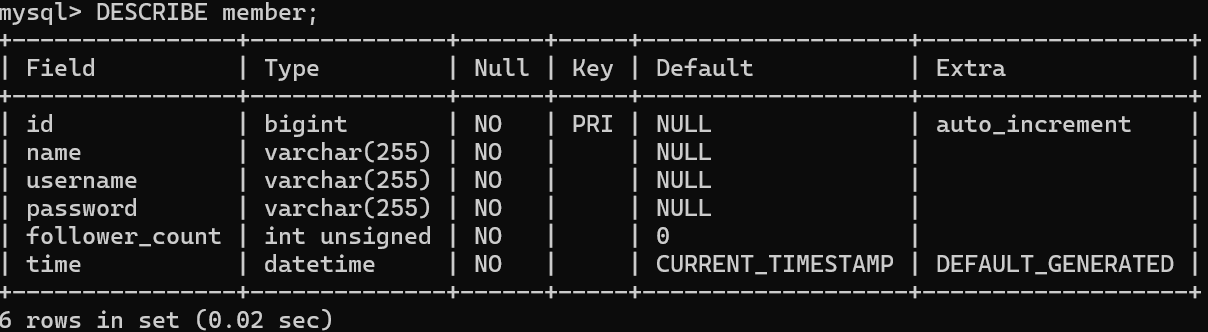 mysql> DESCRIBE member;
+----------------+-----------------+------+-----+-------------------+-------------------+
| Field          | Type            | Null | Key | Default           | Extra             |
+----------------+-----------------+------+-----+-------------------+-------------------+
| id             | bigint          | NO   | PRI | NULL              | auto_increment    |
| name           | varchar(255)    | NO   |     | NULL              |                   |
| username       | varchar(255)    | NO   |     | NULL              |                   |
| password       | varchar(255)    | NO   |     | NULL              |                   |
| follower_count | int unsigned    | NO   |     | 0                 |                   |
| time           | datetime        | NO   |     | CURRENT_TIMESTAMP | DEFAULT_GENERATED |
+----------------+-----------------+------+-----+-------------------+-------------------+
6 rows in set (0.02 sec)